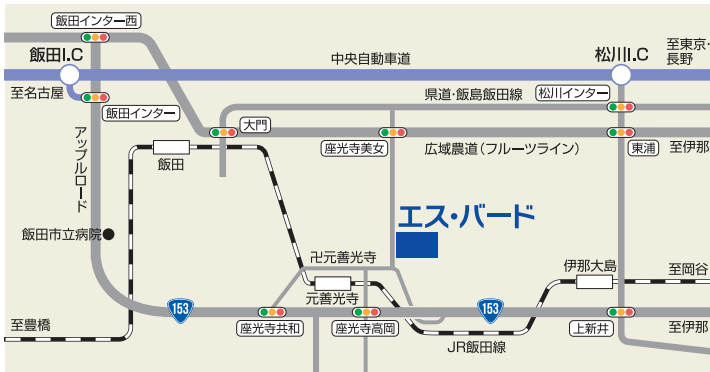 飯田インター西
飯田I.C
中央自動車道
松川I.C
至東京・
長野
至名古屋
飯田インター
県道・飯島飯田線
松川インター
大門
座光寺美女
広域農道(フルーツライン)
東浦
至伊那
アップルロード
飯田
エス・バード
飯田市立病院
卍元善光寺
伊那大島
至岡谷
元善光寺
153
153
至豊橋
座光寺共和
座光寺高岡
上新井
至伊那
JR飯田線